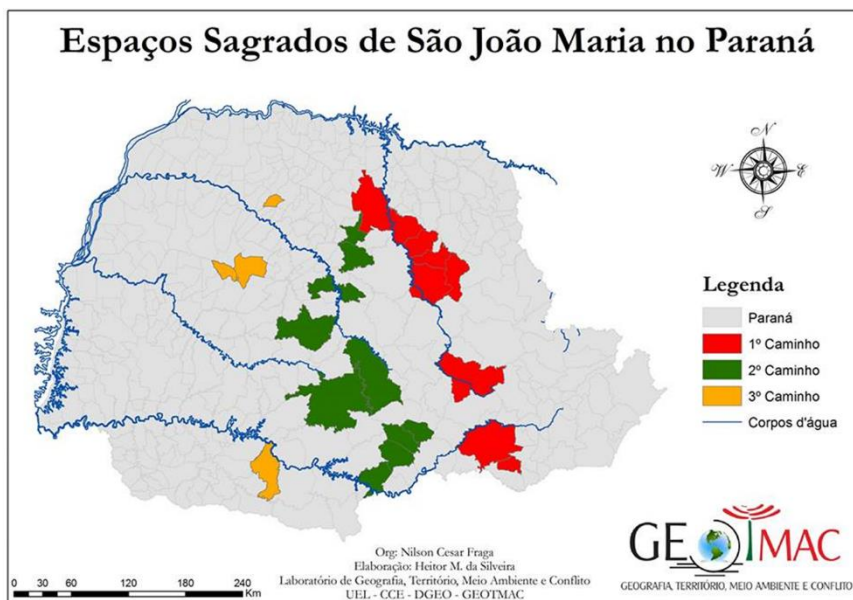 Espaços Sagrados de São João Maria no Paraná
N
W E
S
Legenda
Paraná
1º Caminho
2º Caminho
3º Caminho
Corpos d'água
Org: Nilson Cesar Fraga
Elaboração: Heitor M. da Silveira
Laboratório de Geografia, Território, Meio Ambiente e Conflito
UEL - CCE - DGEO - GEOTMAC
0 30 60 120 180 240
Km
GEOTMAC
GEOGRAFIA, TERRITÓRIO, MEIO AMBIENTE E CONFLITO